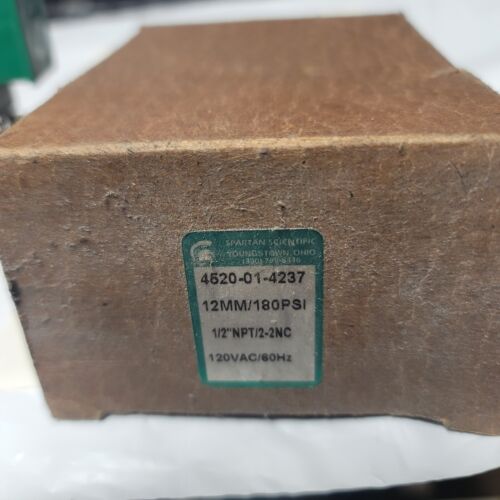 SPARTAN SCIENTIFIC
YOUNGSTOWN, OHIO
4520-01-4237
12MM/180PSI
1/2"NPT/2-2NC
120VAC/60Hz